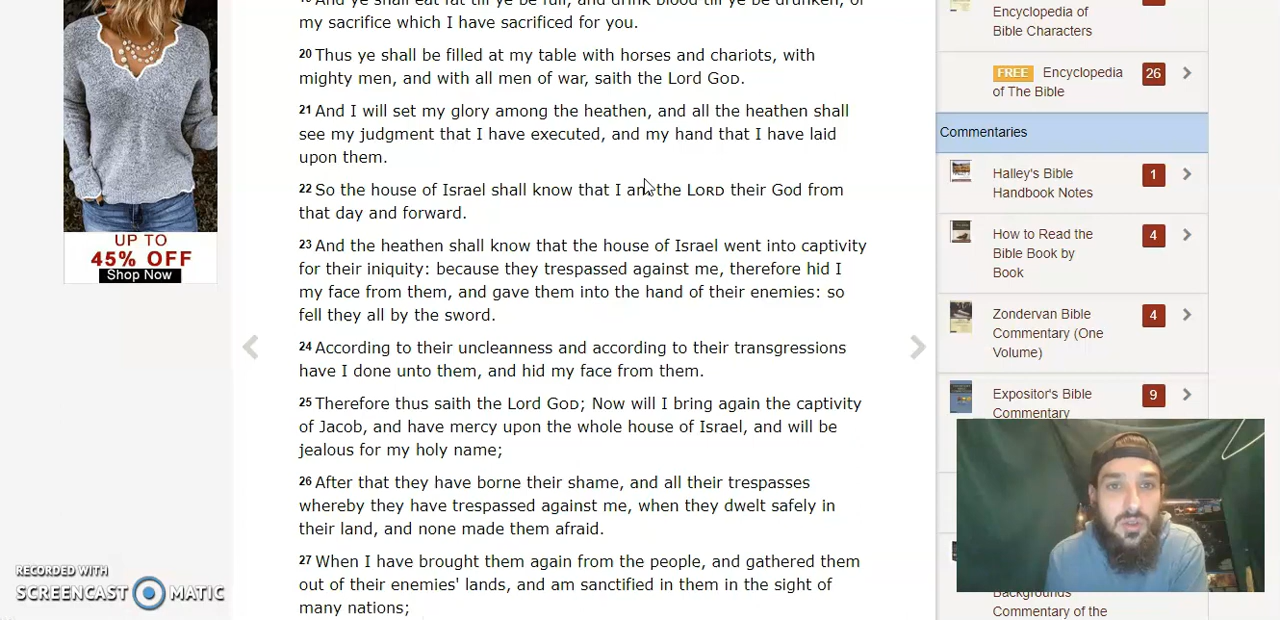 UP TO
45% OFF
Shop Now
RECORDED WITH
SCREENCAST MATIC
my sacrifice which I have sacrificed for you.
20 Thus ye shall be filled at my table with horses and chariots, with
mighty men, and with all men of war, saith the Lord GOD.
21 And I will set my glory among the heathen, and all the heathen shall
see my judgment that I have executed, and my hand that I have laid
upon them.
22 So the house of Israel shall know that I am the LORD their God from
that day and forward.
23 And the heathen shall know that the house of Israel went into captivity
for their iniquity: because they trespassed against me, therefore hid I
my face from them, and gave them into the hand of their enemies: so
fell they all by the sword.
24 According to their uncleanness and according to their transgressions
have I done unto them, and hid my face from them.
25 Therefore thus saith the Lord GOD; Now will I bring again the captivity
of Jacob, and have mercy upon the whole house of Israel, and will be
jealous for my holy name;
26 After that they have borne their shame, and all their trespasses
whereby they have trespassed against me, when they dwelt safely in
their land, and none made them afraid.
27 When I have brought them again from the people, and gathered them
out of their enemies' lands, and am sanctified in them in the sight of
many nations;
Encyclopedia of
Bible Characters
FREE Encyclopedia 26
of The Bible
Commentaries
Halley's Bible 1
Handbook Notes
How to Read the 4
Bible Book by
Book
Zondervan Bible 4
Commentary (One
Volume)
Expositor's Bible 9
Commentary
Commentary of the